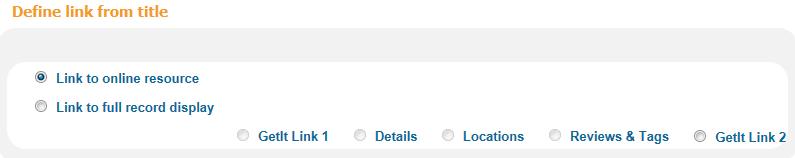 Define link from title
Link to online resource
Link to full record display
GetIt Link 1 Details Locations Reviews & Tags GetIt Link 2